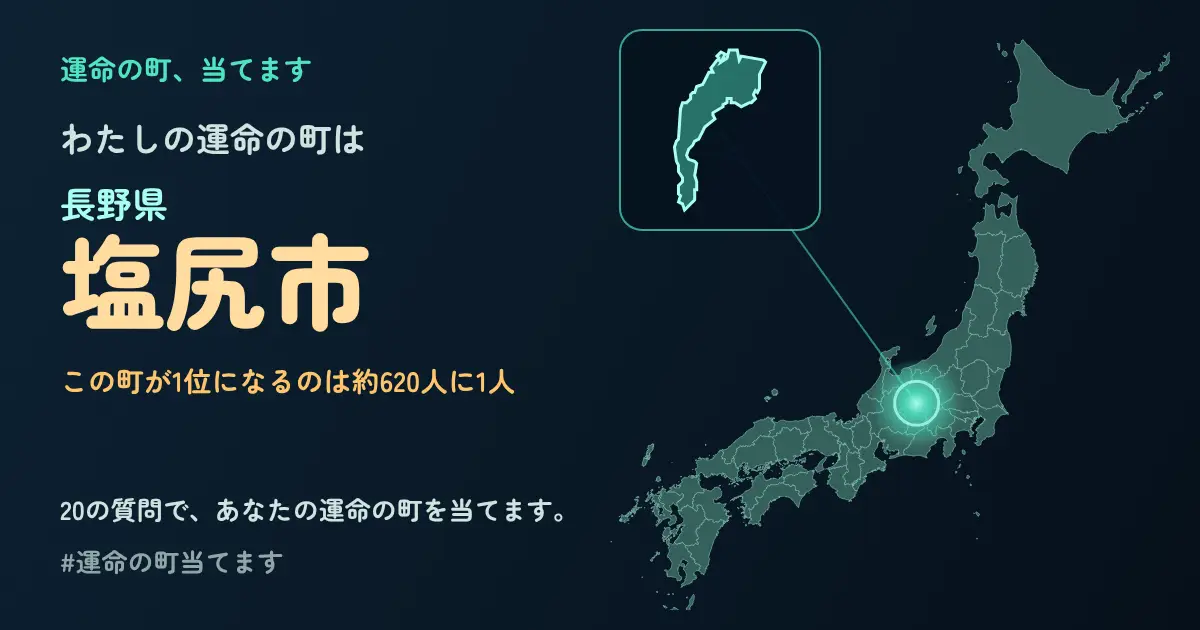 運命の町、当てます
わたしの運命の町は
長野県
塩尻市
この町が1位になるのは約620人に1人
20の質問で、あなたの運命の町を当てます。
#運命の町当てます